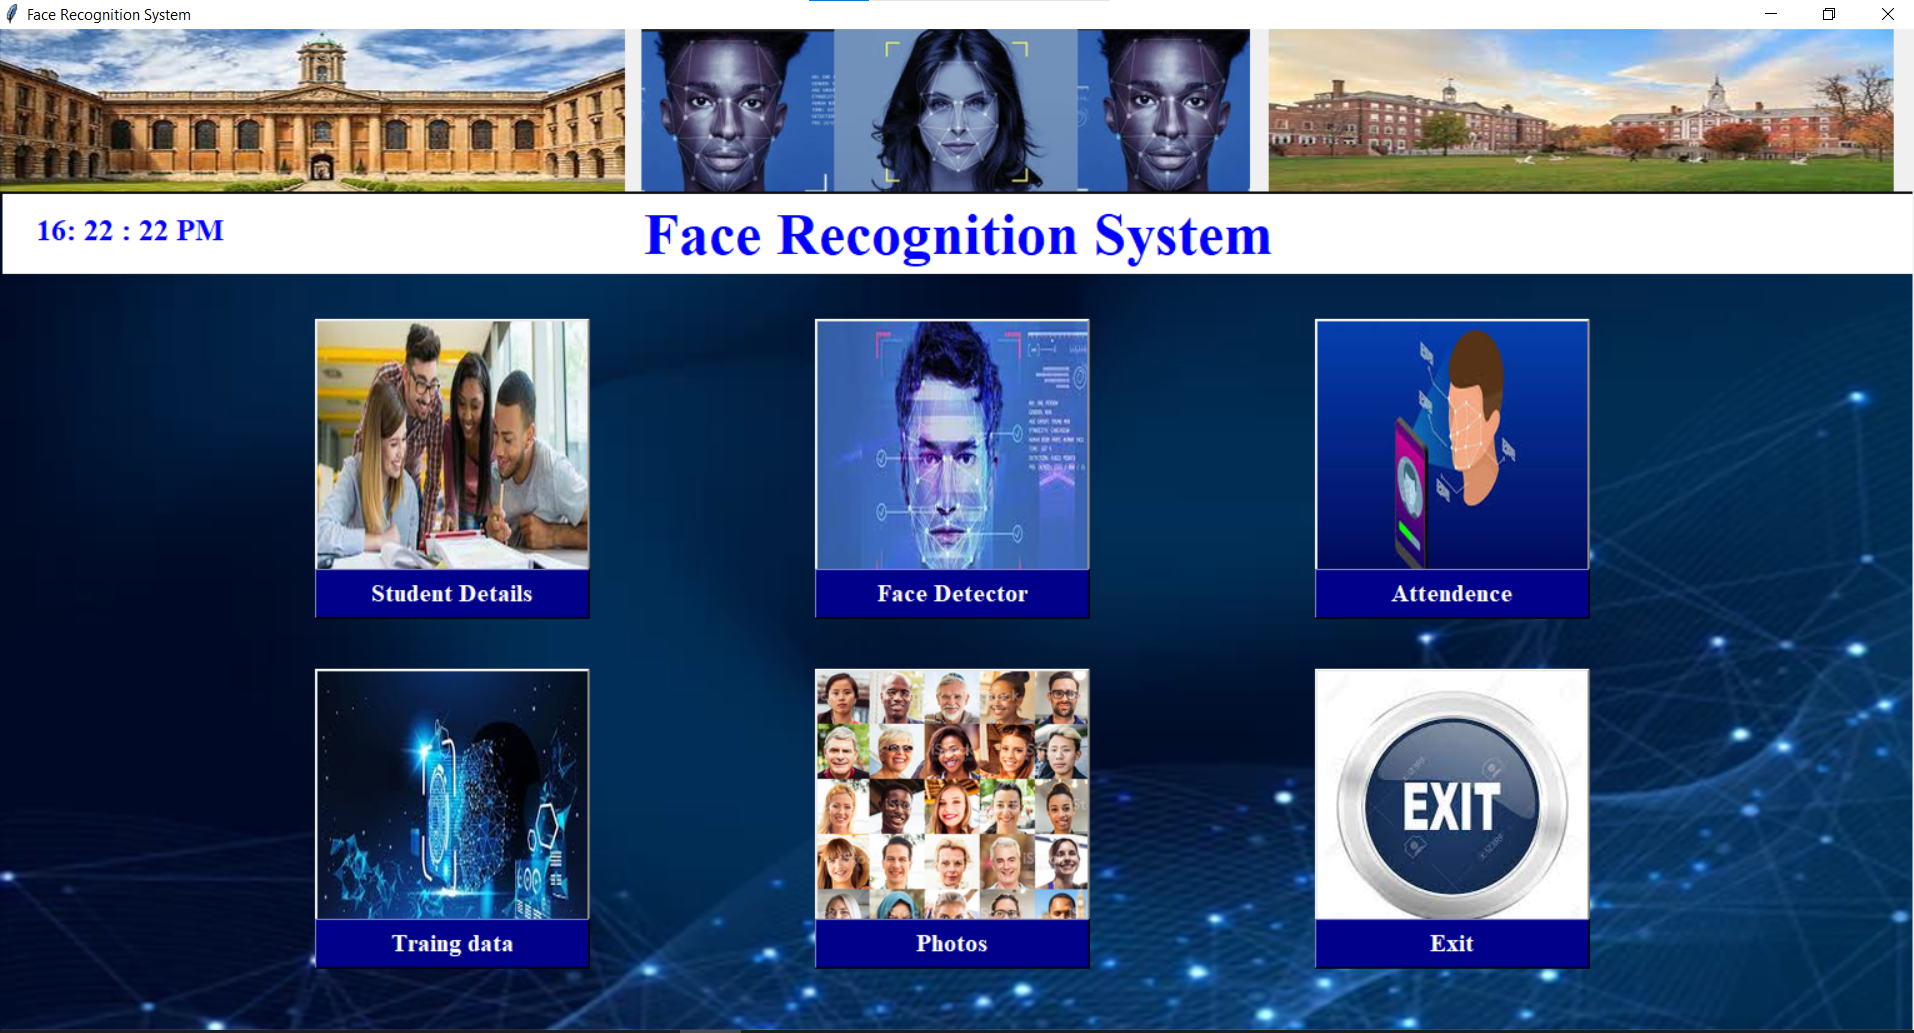 Face Recognition System
16: 22 : 22 PM
Face Recognition System
Student Details
Face Detector
Attendence
EXIT
Traing data
Photos
Exit